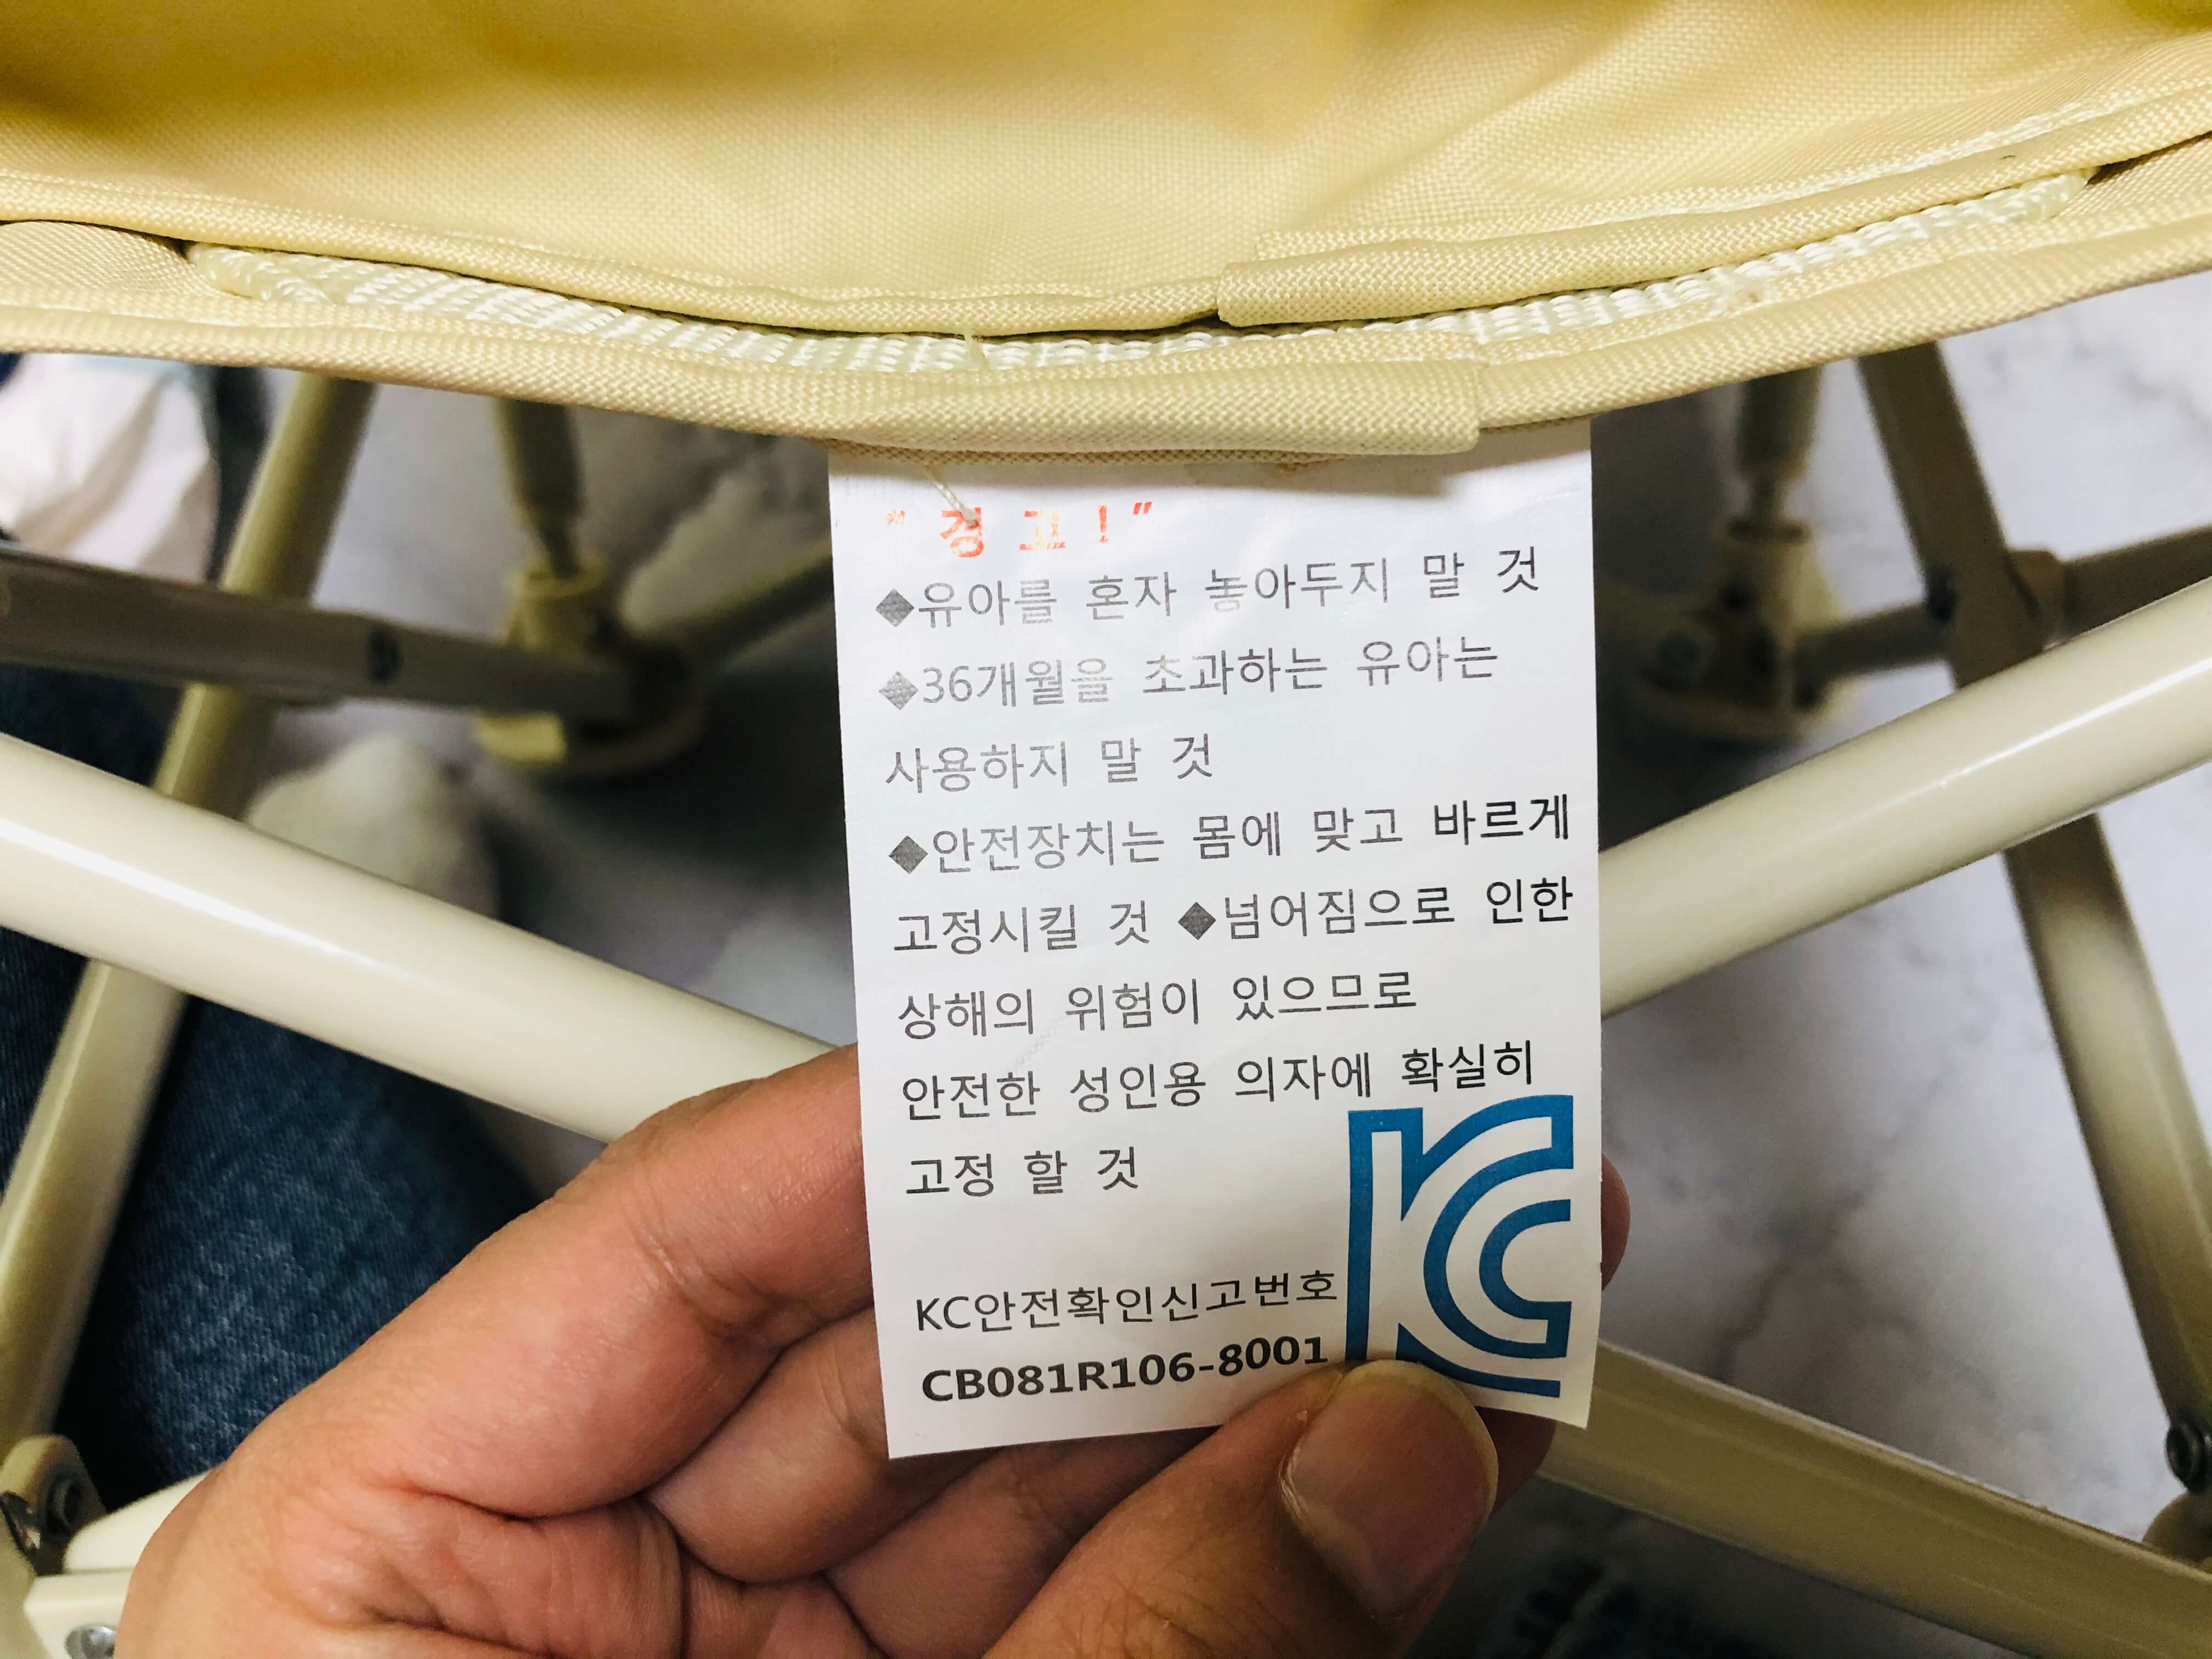 "경고!"
◆유아를 혼자 놓아두지 말 것
◆36개월을 초과하는 유아는
사용하지 말 것
◆안전장치는 몸에 맞고 바르게
고정시킬 것 ◆넘어짐으로 인한
상해의 위험이 있으므로
안전한 성인용 의자에 확실히
고정 할 것
KC
KC안전확인신고번호
CB081R106-8001